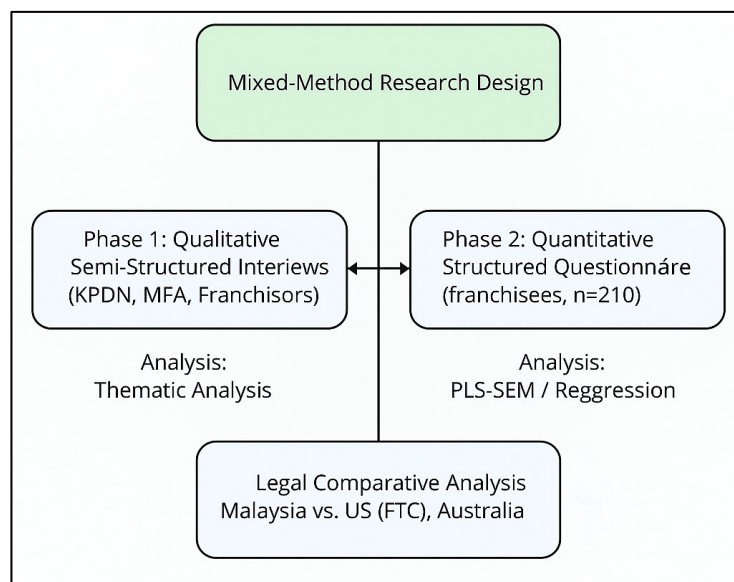 Mixed-Method Research Design
Phase 1: Qualitative
Semi-Structured Interiews
(KPDN, MFA, Franchisors)
Phase 2: Quantitative
Structured Questionnáre
(franchisees, n=210)
Analysis:
Thematic Analysis
Analysis:
PLS-SEM / Reggression
Legal Comparative Analysis
Malaysia vs. US (FTC), Australia